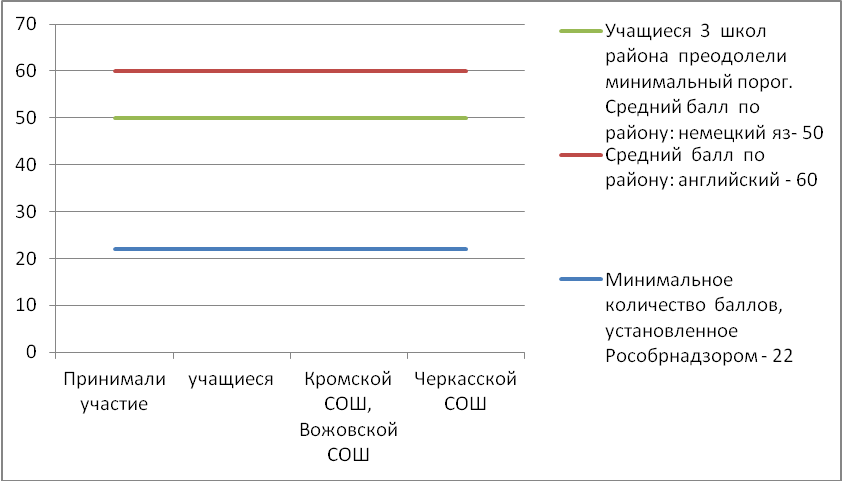 70
60
50
40
30
20
10
0
Принимали
участие
учащиеся
Кромской
СОШ,
Вожовской
СОШ
Черкасской
СОШ
Учащиеся 3 школ
района преодолели
минимальный порог.
Средний балл по
району: немецкий яз- 50
Средний балл по
району: английский - 60
Минимальное
количество баллов,
установленное
Рособрнадзором - 22